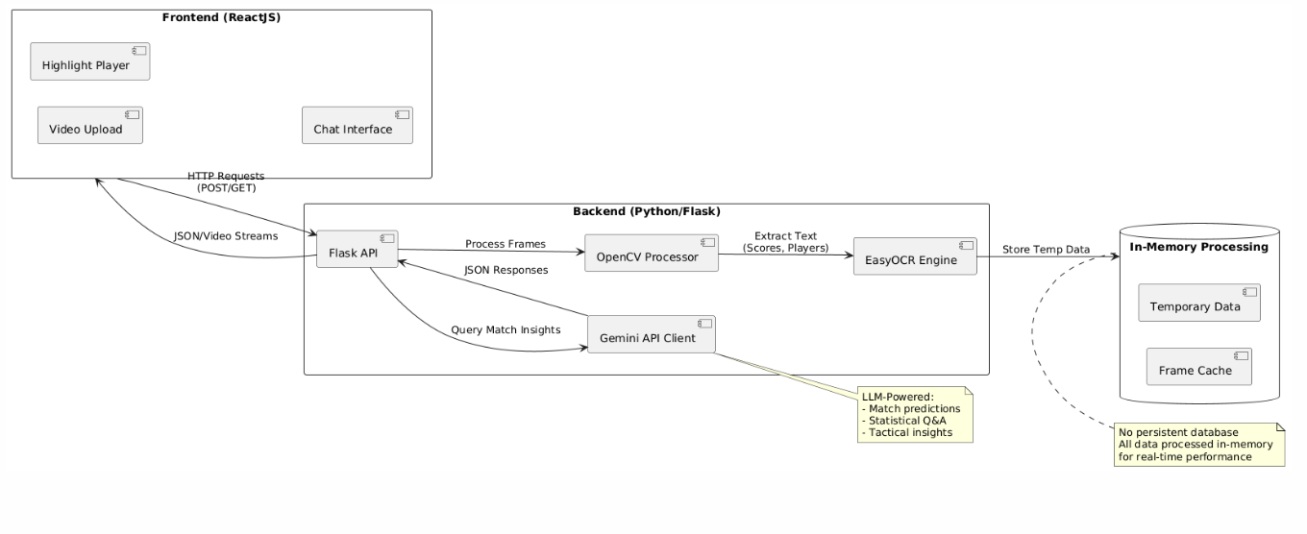 Frontend (ReactJS)
Highlight Player
Video Upload
Chat Interface
HTTP Requests
(POST/GET)
JSON/Video Streams
Backend (Python/Flask)
Flask API
Process Frames
OpenCV Processor
Extract Text
(Scores, Players)
EasyOCR Engine
JSON Responses
Query Match Insights
Gemini API Client
Store Temp Data
In-Memory Processing
Temporary Data
Frame Cache
LLM-Powered:
- Match predictions
- Statistical Q&A
- Tactical insights
No persistent database
All data processed in-memory
for real-time performance